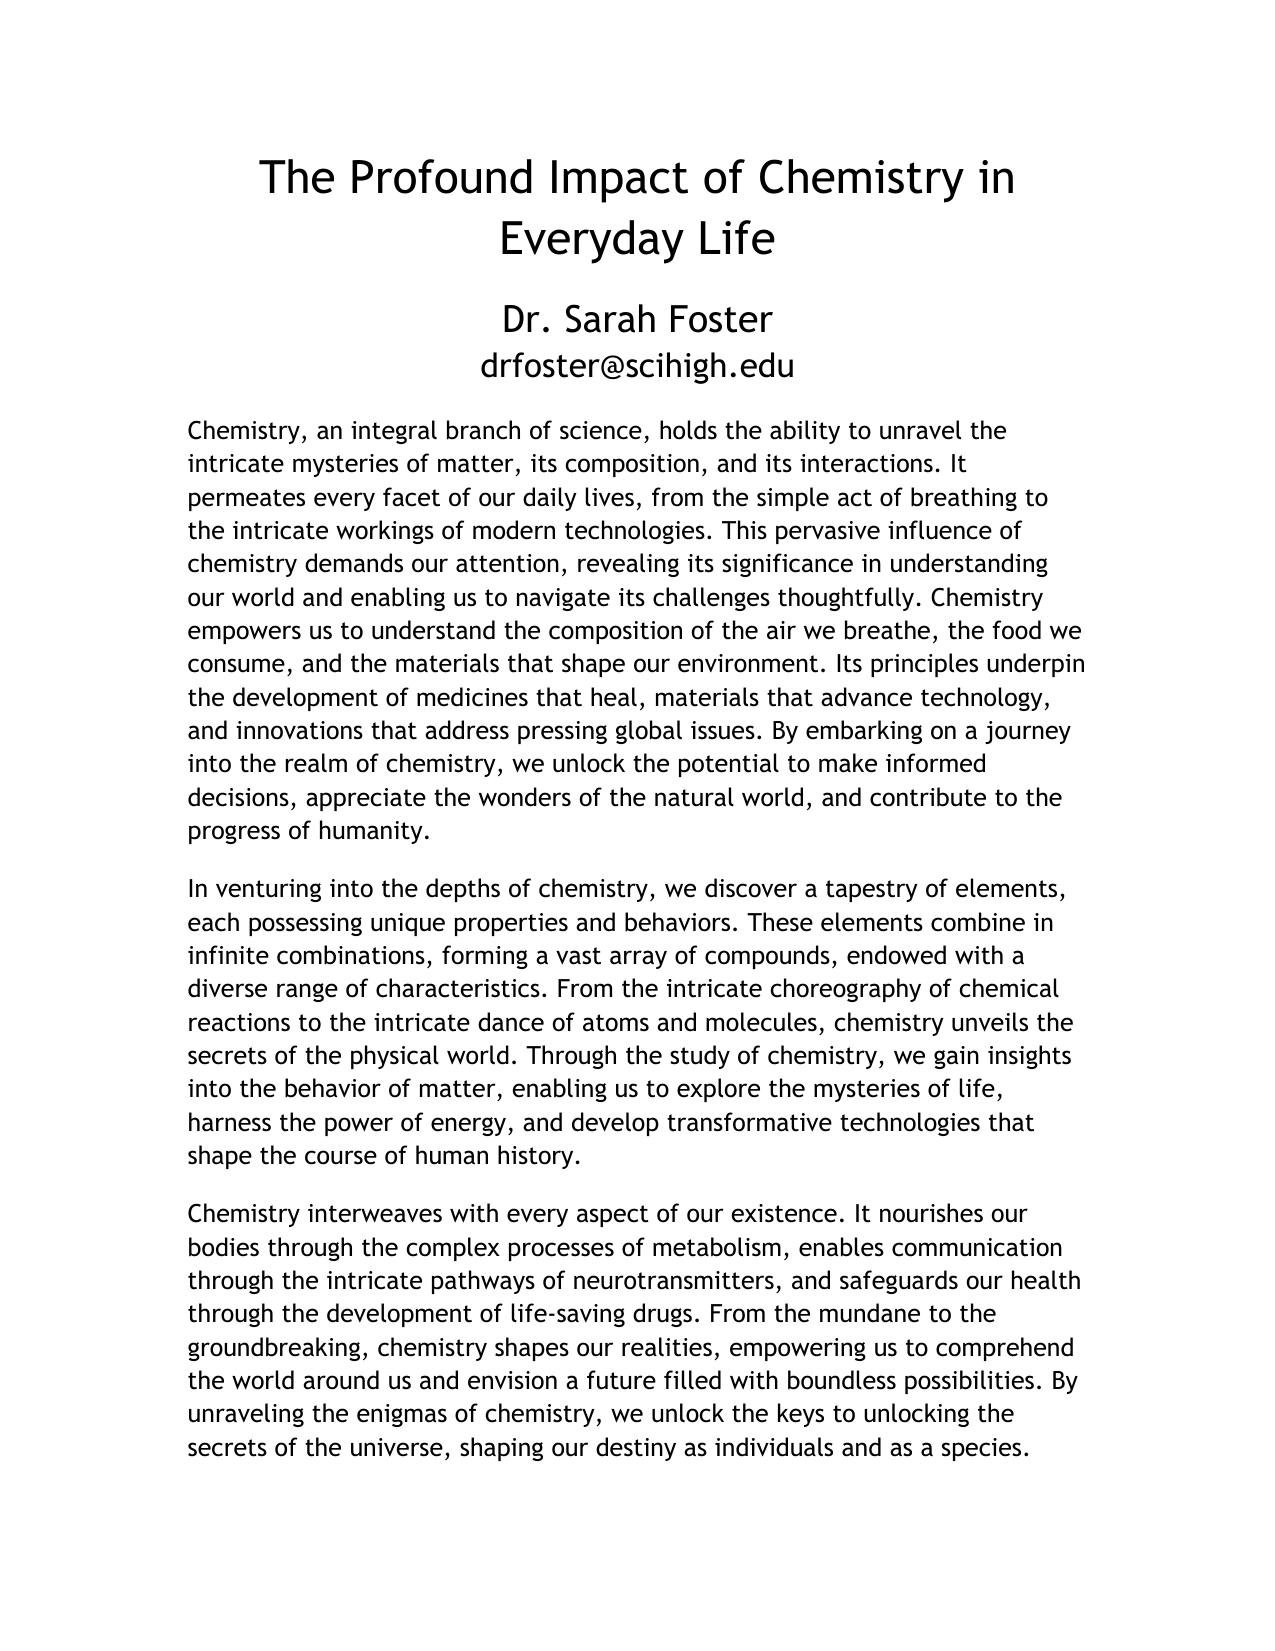 The Profound Impact of Chemistry in
Everyday Life
Dr. Sarah Foster
drfoster@scihigh.edu
Chemistry, an integral branch of science, holds the ability to unravel the
intricate mysteries of matter, its composition, and its interactions. It
permeates every facet of our daily lives, from the simple act of breathing to
the intricate workings of modern technologies. This pervasive influence of
chemistry demands our attention, revealing its significance in understanding
our world and enabling us to navigate its challenges thoughtfully. Chemistry
empowers us to understand the composition of the air we breathe, the food we
consume, and the materials that shape our environment. Its principles underpin
the development of medicines that heal, materials that advance technology,
and innovations that address pressing global issues. By embarking on a journey
into the realm of chemistry, we unlock the potential to make informed
decisions, appreciate the wonders of the natural world, and contribute to the
progress of humanity.
In venturing into the depths of chemistry, we discover a tapestry of elements,
each possessing unique properties and behaviors. These elements combine in
infinite combinations, forming a vast array of compounds, endowed with a
diverse range of characteristics. From the intricate choreography of chemical
reactions to the intricate dance of atoms and molecules, chemistry unveils the
secrets of the physical world. Through the study of chemistry, we gain insights
into the behavior of matter, enabling us to explore the mysteries of life,
harness the power of energy, and develop transformative technologies that
shape the course of human history.
Chemistry interweaves with every aspect of our existence. It nourishes our
bodies through the complex processes of metabolism, enables communication
through the intricate pathways of neurotransmitters, and safeguards our health
through the development of life-saving drugs. From the mundane to the
groundbreaking, chemistry shapes our realities, empowering us to comprehend
the world around us and envision a future filled with boundless possibilities. By
unraveling the enigmas of chemistry, we unlock the keys to unlocking the
secrets of the universe, shaping our destiny as individuals and as a species.